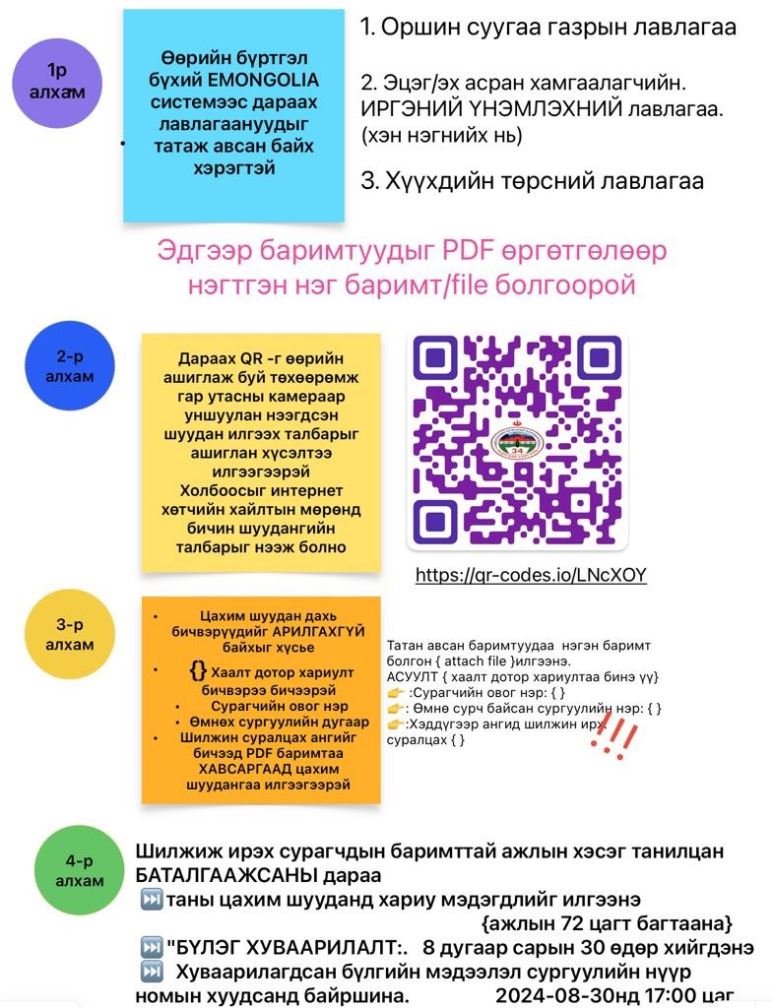 1р
алхам
Өөрийн бүртгэл
бүхий EMONGOLIA
системээс дараах
лавлагаануудыг
татаж авсан байх
хэрэгтэй
1. Оршин суугаа газрын лавлагаа
2. Эцэг/эх асран хамгаалагчийн.
ИРГЭНИЙ ҮНЭМЛЭХНИЙ лавлагаа.
(хэн нэгнийх нь)
3. Хүүхдийн төрсний лавлагаа
Эдгээр баримтуудыг PDF өргөтгөлөөр
нэгтгэн нэг баримт/file болгоорой
2-р
алхам
Дараах QR -г өөрийн
ашиглаж буй төхөөрөмж
гар утасны камераар
уншуулан нээгдсэн
шуудан илгээх талбарыг
ашиглан хүсэлтээ
илгээгээрэй
Холбоосыг интернет
хөтчийн хайлтын мөрөнд
бичин шуудангийн
талбарыг нээж болно
34
https://qr-codes.io/LNcXOY
3-р
алхам
• Цахим шуудан дахь
бичвэрүүдийг АРИЛГАХГҮЙ
байхыг хүсье
• {} Хаалт дотор хариулт
бичвэрээ бичээрэй
• Сурагчийн овог нэр
• Өмнөх сургуулийн дугаар
• Шилжин суралцах ангийг
бичээд PDF баримтаа
ХАВСАРГААД цахим
шуудангаа илгээгээрэй
Татан авсан баримтуудаа нэгэн баримт
болгон { attach file }илгээнэ.
АСУУЛТ { хаалт дотор хариултаа бинэ үү}
👉 :Сурагчийн овог нэр: { }
👉: Өмнө сурч байсан сургуулийн нэр: { }
👉:Хэддүгээр ангид шилжин ирж
суралцах { }
!!!
4-р
алхам
Шилжиж ирэх сурагчдын баримттай ажлын хэсэг танилцан
БАТАЛГААЖСАНЫ дараа
⏭️таны цахим шууданд хариу мэдэгдлийг илгээнэ
{ажлын 72 цагт багтаана}
⏭️ "БҮЛЭГ ХУВААРИЛАЛТ:. 8 дугаар сарын 30 өдөр хийгдэнэ
⏭️ Хуваарилагдсан бүлгийн мэдээлэл сургуулийн нүүр
номын хуудсанд байршина. 2024-08-30нд 17:00 цаг